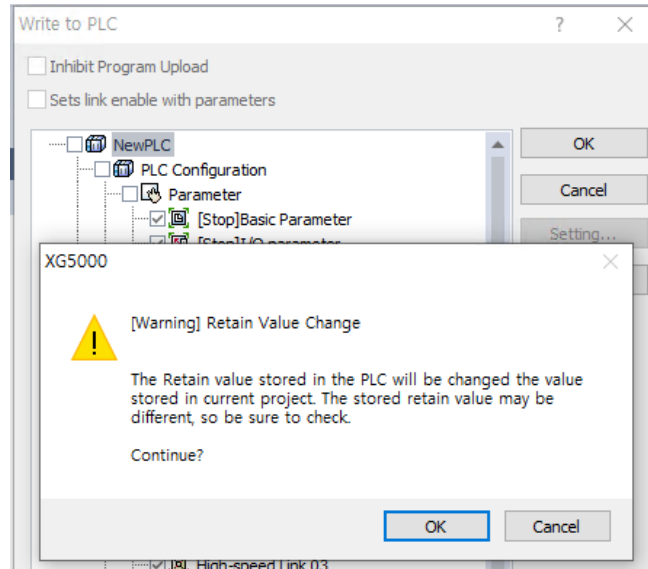 Write to PLC
?
Inhibit Program Upload
Sets link enable with parameters
NewPLC
OK
PLC Configuration
Parameter
Cancel
[Stop]Basic Parameter
[Stop]I/O parameter
Setting...
XG5000
[Warning] Retain Value Change
The Retain value stored in the PLC will be changed the value
stored in current project. The stored retain value may be
different, so be sure to check.
Continue?
OK
Cancel
High-speed Link 03